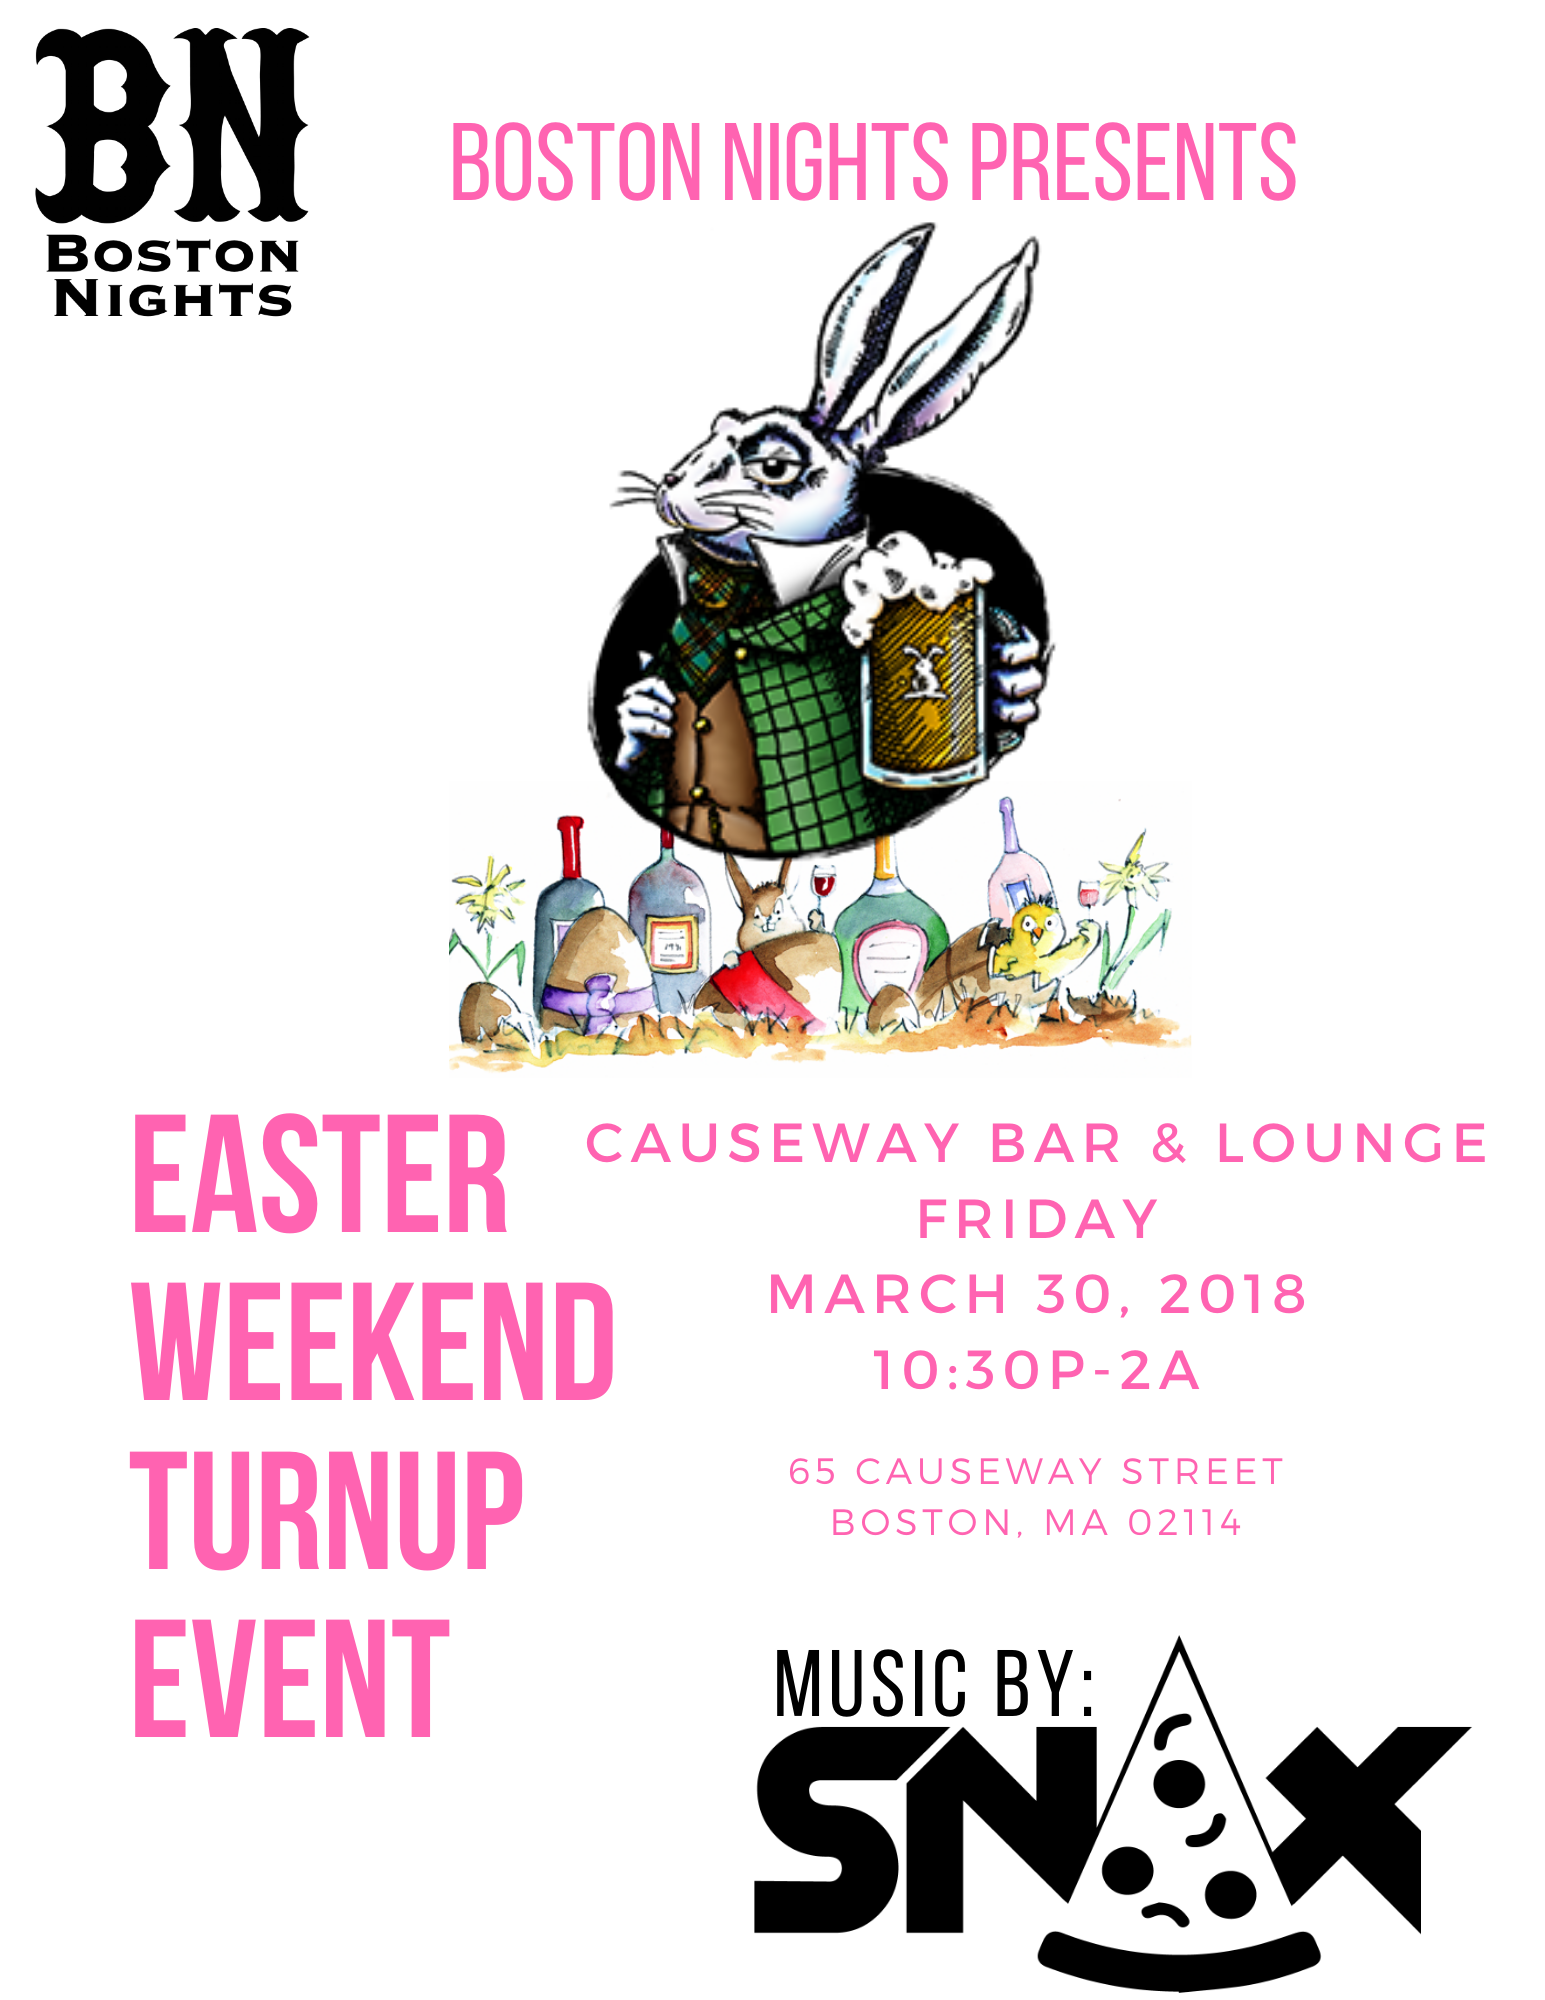 BN
BOSTON
NIGHTS
BOSTON NIGHTS PRESENTS
EASTER
WEEKEND
TURNUP
EVENT
CAUSEWAY BAR & LOUNGE
FRIDAY
MARCH 30, 2018
10:30P-2A
65 CAUSEWAY STREET
BOSTON, MA 02114
MUSIC BY:
SNAX